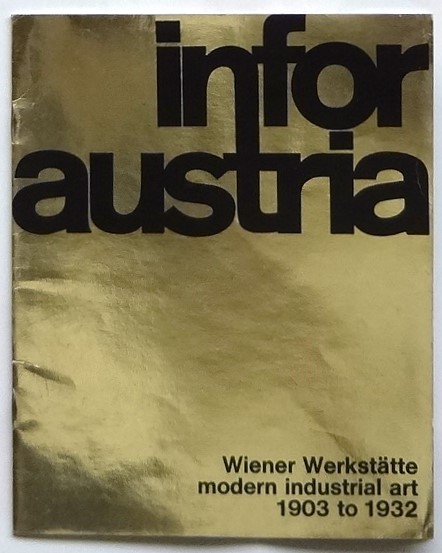 infor
austria
Wiener Werkstätte
modern industrial art
1903 to 1932